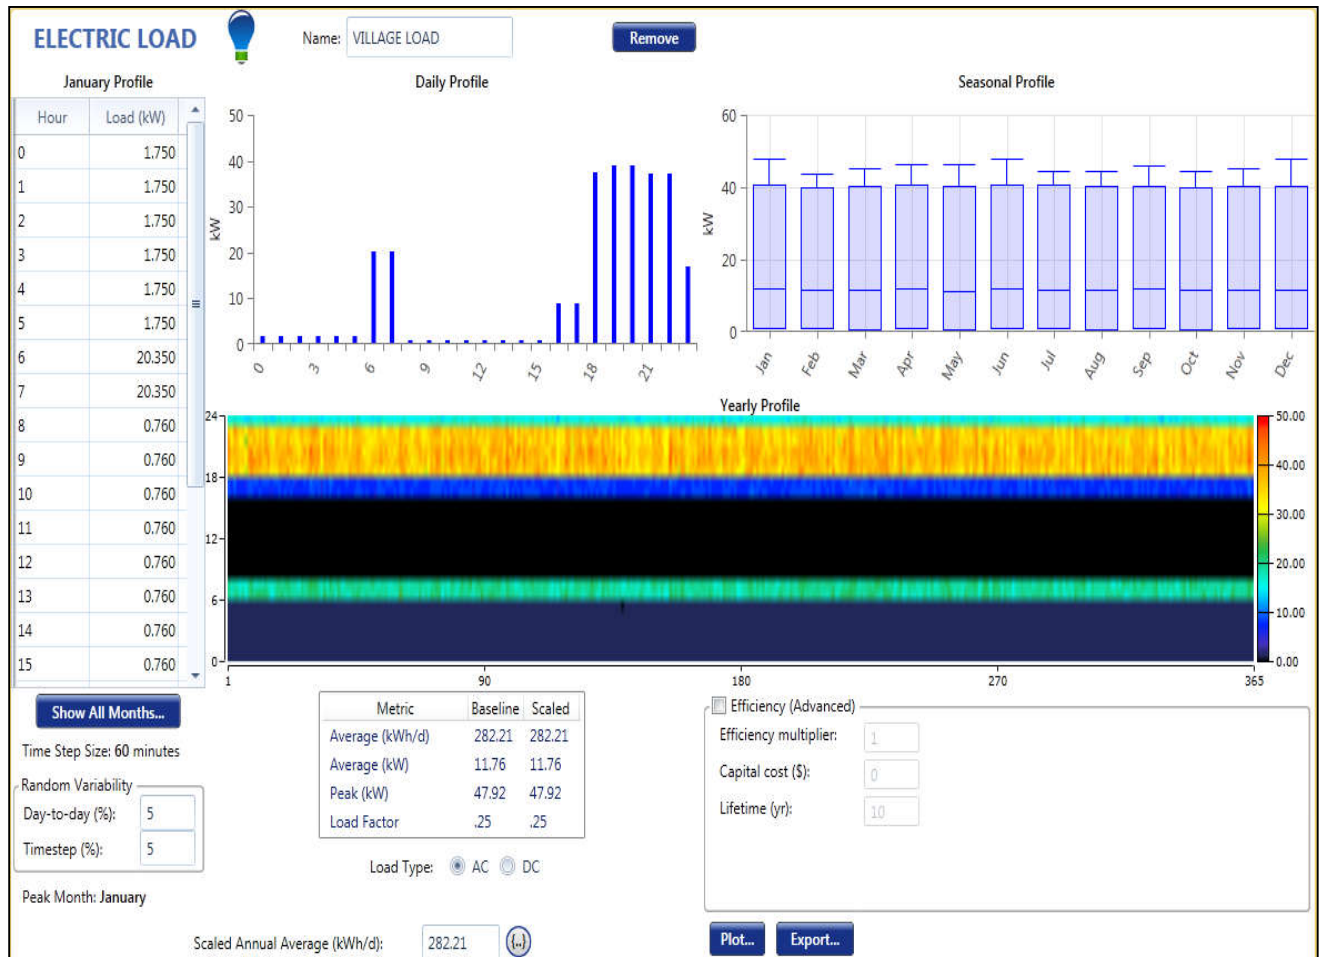 ELECTRIC LOAD
Name: VILLAGE LOAD
Remove
January Profile
Hour Load (kW)
0 1.750
1 1.750
2 1.750
3 1.750
4 1.750
5 1.750
6 20.350
7 20.350
8 0.760
9 0.760
10 0.760
11 0.760
12 0.760
13 0.760
14 0.760
15 0.760
Daily Profile
50
40
30
20
10
0
kW
0 3 6 9 12 15 18 21
Seasonal Profile
60
40
20
0
kW
Jan Feb Mar Apr May Jun Jul Aug Sep Oct Nov Dec
Yearly Profile
24
18
12
6
0
1 90 180 270 365
50.00
40.00
30.00
20.00
10.00
0.00
Show All Months...
Time Step Size: 60 minutes
Random Variability
Day-to-day (%): 5
Timestep (%): 5
Peak Month: January
Metric Baseline Scaled
Average (kWh/d) 282.21 282.21
Average (kW) 11.76 11.76
Peak (kW) 47.92 47.92
Load Factor .25 .25
Load Type: AC DC
Scaled Annual Average (kWh/d): 282.21 {..}
Efficiency (Advanced)
Efficiency multiplier: 1
Capital cost ($): 0
Lifetime (yr): 10
Plot... Export...